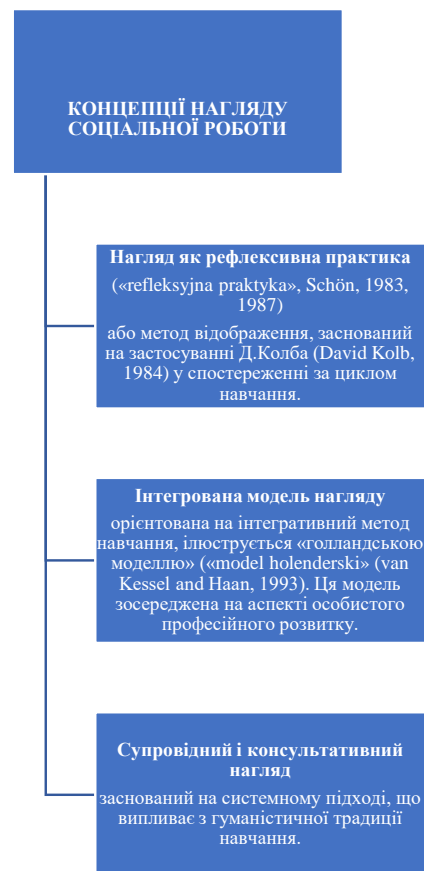 КОНЦЕПЦІЇ НАГЛЯДУ
СОЦІАЛЬНОЇ РОБОТИ
Нагляд як рефлексивна практика
(«refleksyjna praktyka», Schön, 1983,
1987)
або метод відображення, заснований
на застосуванні Д.Колба (David Kolb,
1984) у спостереженні за циклом
навчання.
Інтегрована модель нагляду
орієнтована на інтегративний метод
навчання, ілюструється «голландською
моделлю» («model holenderski» (van
Kessel and Haan, 1993). Ця модель
зосереджена на аспекті особистого
професійного розвитку.
Супровідний і консультативний
нагляд
заснований на системному підході, що
випливає з гуманістичної традиції
навчання.